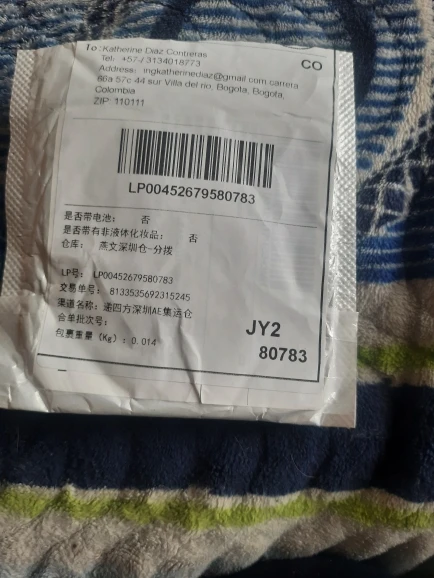 To: Katherine Diaz Contreras
CO
Tel: +57-/ 3134018773
Address: ingkatherinediaz@gmail com carrera
66a 57c 44 sur Villa del rio, Bogota, Bogota,
Colombia
ZIP: 110111
LP00452679580783
是否带电池： 否
是否带有非液体化妆品： 否
仓库： 燕文深圳仓-分拨
LP号： LP00452679580783
交易单号： 8133535692315245
渠道名称：递四方深圳AE集运仓
合单批次号：
包裹重量（Kg）：0.014
JY2
80783